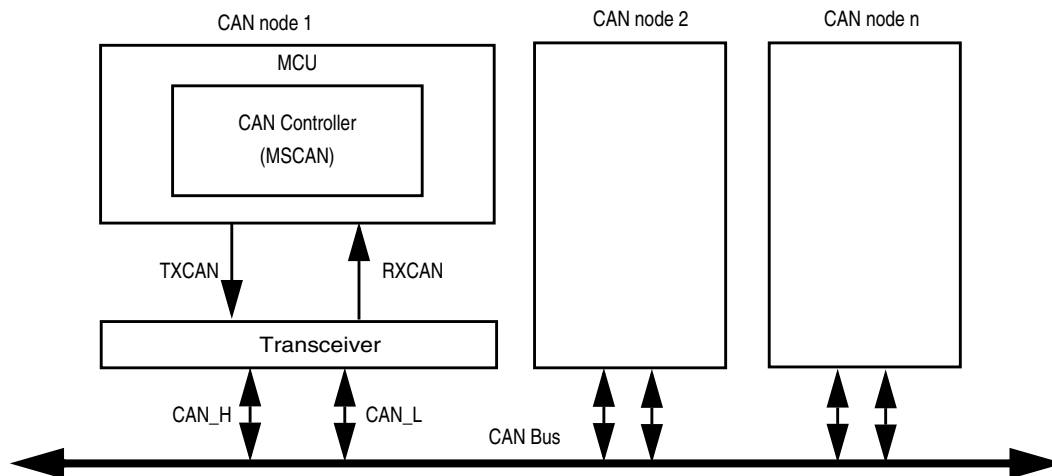 CAN node 1
CAN node 2
CAN node n
MCU
CAN Controller
(MSCAN)
TXCAN
RXCAN
Transceiver
CAN_H
CAN_L
CAN Bus